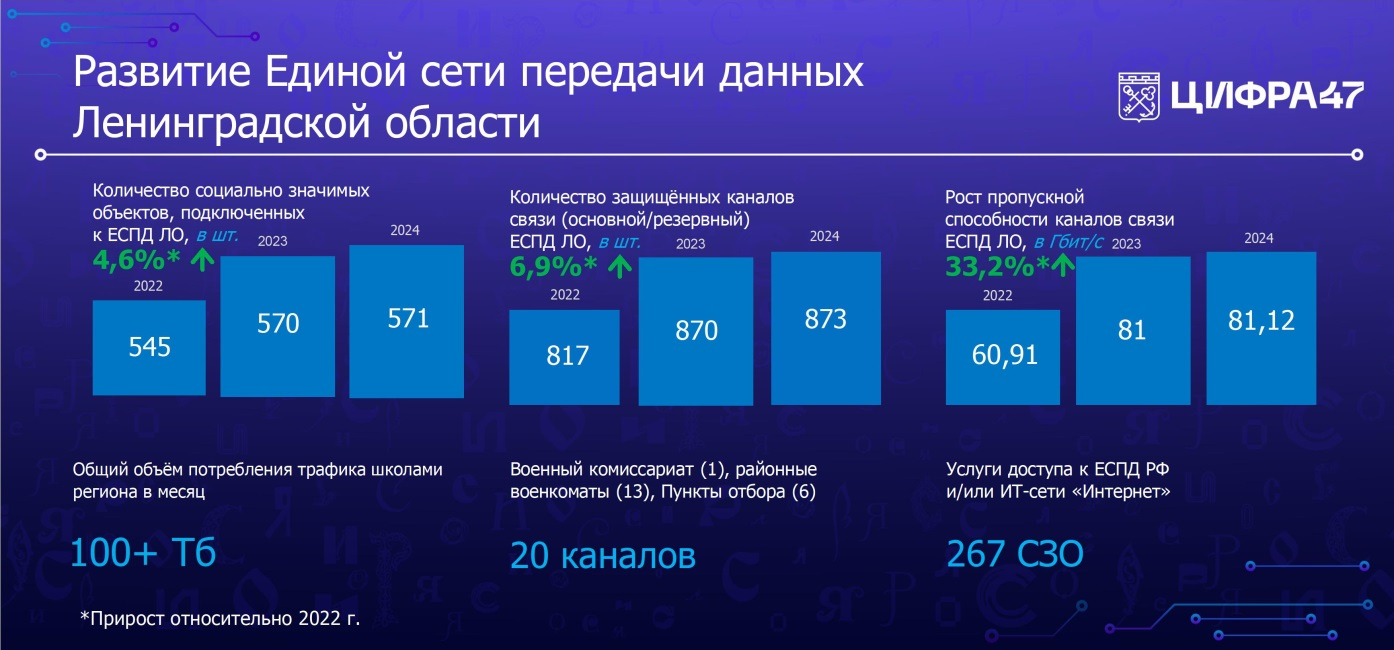 Развитие Единой сети передачи данных
Ленинградской области
ЦИФРА47
Количество социально значимых
объектов, подключенных
к ЕСПД ЛО, в шт.
4,6%*
2022
2023
2024
545
570
571
Количество защищённых каналов
связи (основной/резервный)
ЕСПД ЛО, в шт.
6,9%*
2022
2023
2024
817
870
873
Рост пропускной
способности каналов связи
ЕСПД ЛО, в Гбит/с
33,2%*
2022
2023
2024
60,91
81
81,12
Общий объём потребления трафика школами
региона в месяц
100+ Тб
Военный комиссариат (1), районные
военкоматы (13), Пункты отбора (6)
20 каналов
Услуги доступа к ЕСПД РФ
и/или ИТ-сети «Интернет»
267 СЗО
*Прирост относительно 2022 г.